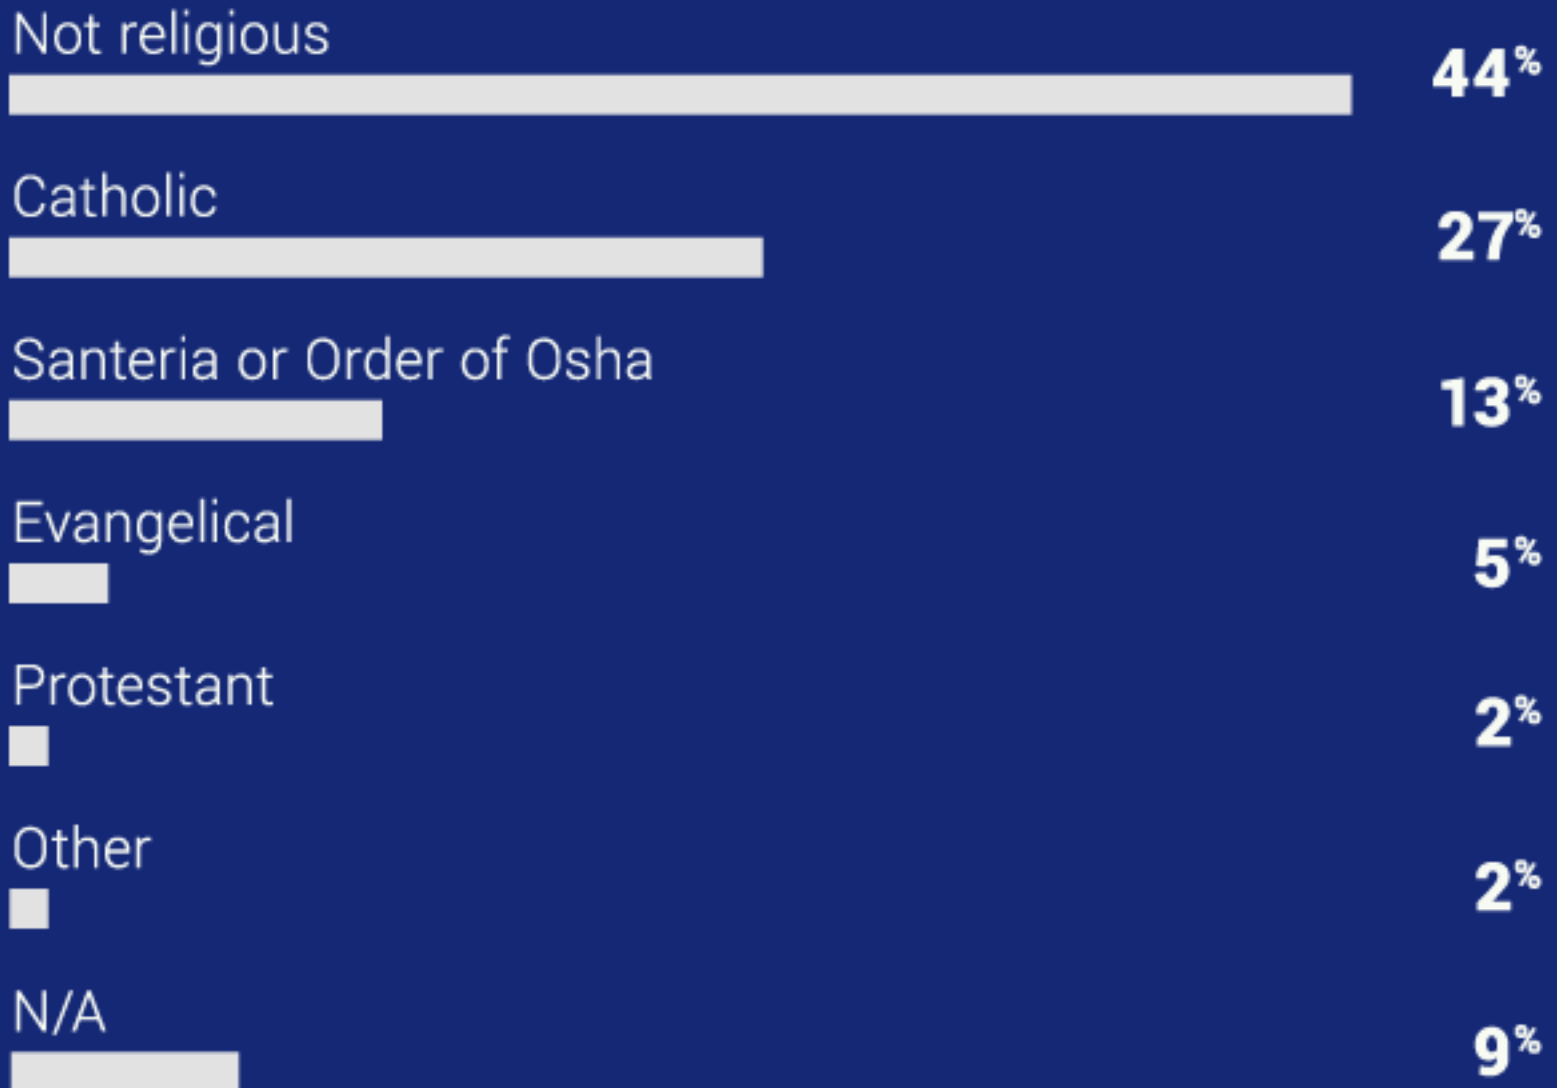 Not religious
44%
Catholic
27%
Santeria or Order of Osha
13%
Evangelical
5%
Protestant
2%
Other
2%
N/A
9%